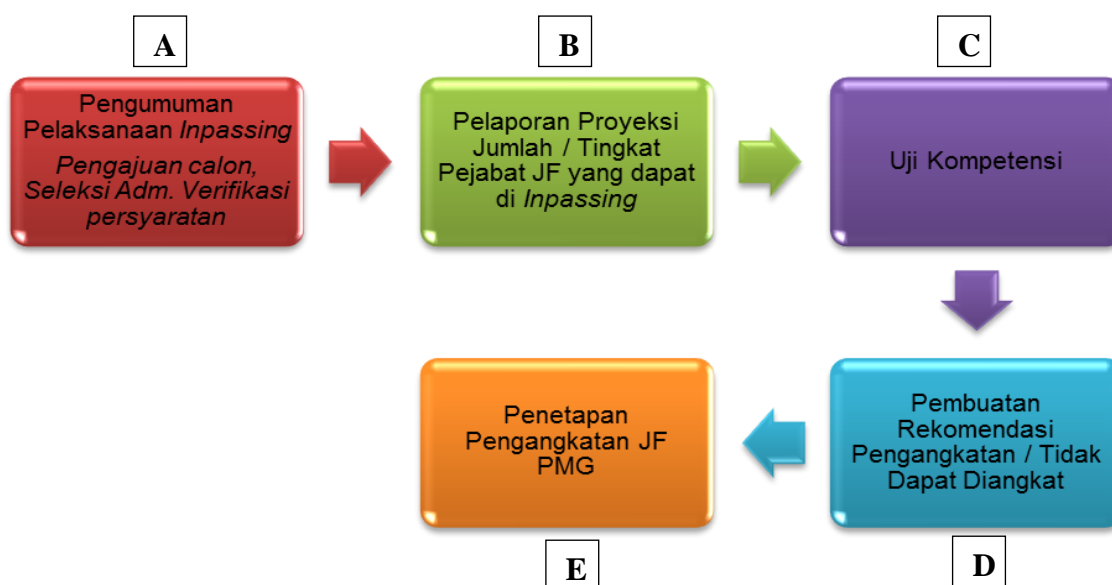 A
Pengumuman
Pelaksanaan Inpassing
Pengajuan calon,
Seleksi Adm. Verifikasi
persyaratan
B
Pelaporan Proyeksi
Jumlah / Tingkat
Pejabat JF yang dapat
di Inpassing
C
Uji Kompetensi
Pembuatan
Rekomendasi
Pengangkatan / Tidak
Dapat Diangkat
D
Penetapan
Pengangkatan JF
PMG
E